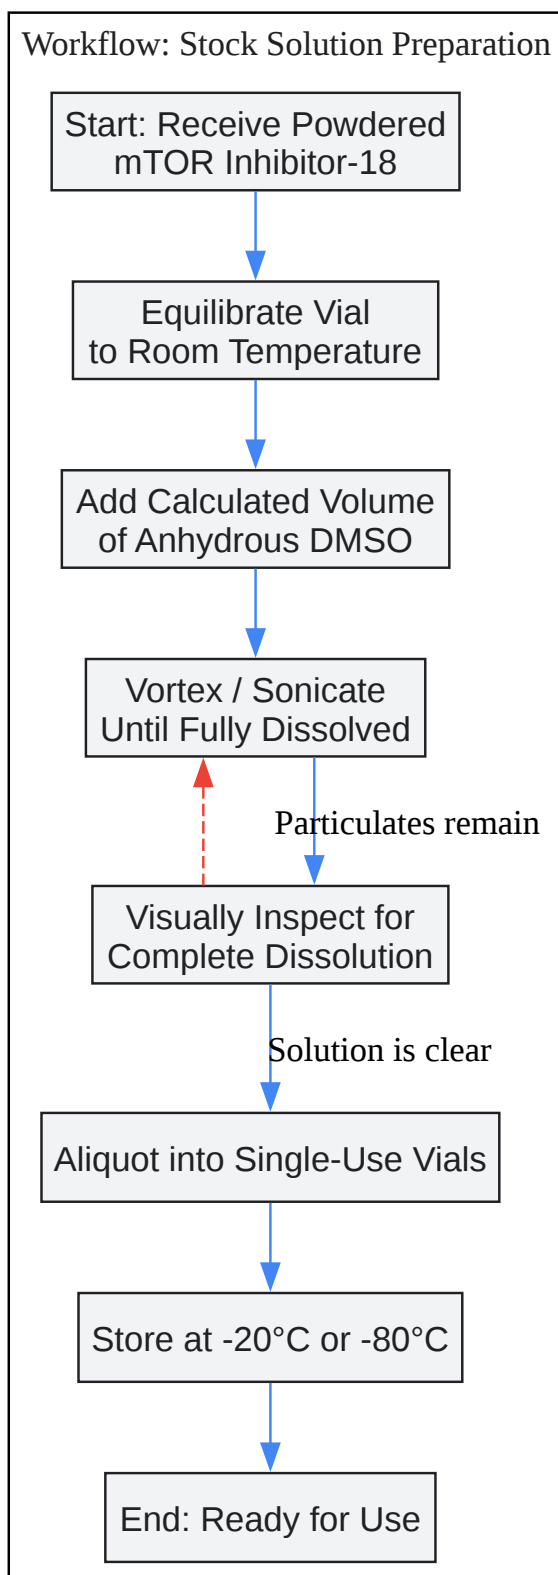 Workflow: Stock Solution Preparation
Start: Receive Powdered
mTOR Inhibitor-18
Equilibrate Vial
to Room Temperature
Add Calculated Volume
of Anhydrous DMSO
Vortex / Sonicate
Until Fully Dissolved
Particulates remain
Visually Inspect for
Complete Dissolution
Solution is clear
Aliquot into Single-Use Vials
Store at -20°C or -80°C
End: Ready for Use